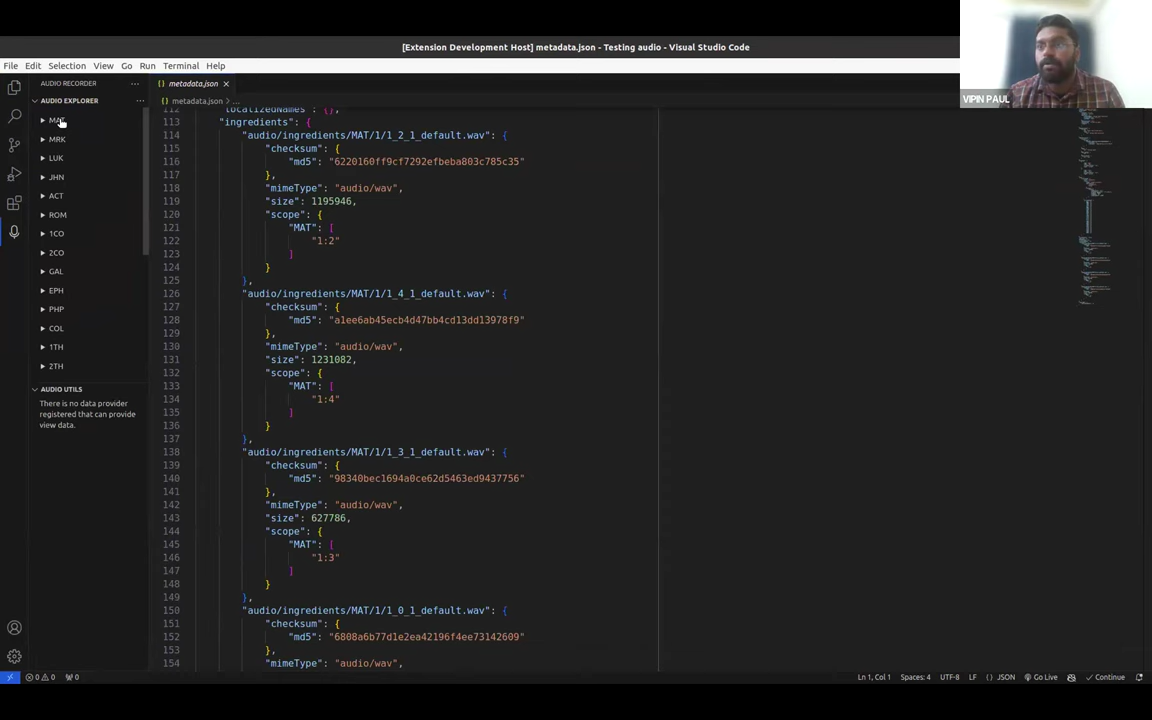 [Extension Development Host] metadata.json - Testing audio - Visual Studio Code
File Edit Selection View Go Run Terminal Help
VIPIN PAUL
AUDIO RECORDER
AUDIO EXPLORER
MAT
MRK
LUK
JHN
ACT
ROM
1CO
2CO
GAL
EPH
PHP
COL
1TH
2TH
AUDIO UTILS
There is no data provider
registered that can provide
view data.
metadata.json
metadata.json > ...
112 "localizedNames": {},
113 "ingredients": {
114 "audio/ingredients/MAT/1/1_2_1_default.wav": {
115 "checksum": {
116 "md5": "6220160ff9cf7292efbeba803c785c35"
117 },
118 "mimeType": "audio/wav",
119 "size": 1195946,
120 "scope": {
121 "MAT": [
122 "1:2"
123 ]
124 }
125 },
126 "audio/ingredients/MAT/1/1_4_1_default.wav": {
127 "checksum": {
128 "md5": "a1ee6ab45ecb4d47bb4cd13dd13978f9"
129 },
130 "mimeType": "audio/wav",
131 "size": 1231082,
132 "scope": {
133 "MAT": [
134 "1:4"
135 ]
136 }
137 },
138 "audio/ingredients/MAT/1/1_3_1_default.wav": {
139 "checksum": {
140 "md5": "98340bec1694a0ce62d5463ed9437756"
141 },
142 "mimeType": "audio/wav",
143 "size": 627786,
144 "scope": {
145 "MAT": [
146 "1:3"
147 ]
148 }
149 },
150 "audio/ingredients/MAT/1/1_0_1_default.wav": {
151 "checksum": {
152 "md5": "6808a6b77d1e2ea42196f4ee73142609"
153 },
154 "mimeType": "audio/wav",
0 0 0 Ln 1, Col 1 Spaces: 4 UTF-8 LF {} JSON Go Live Continue